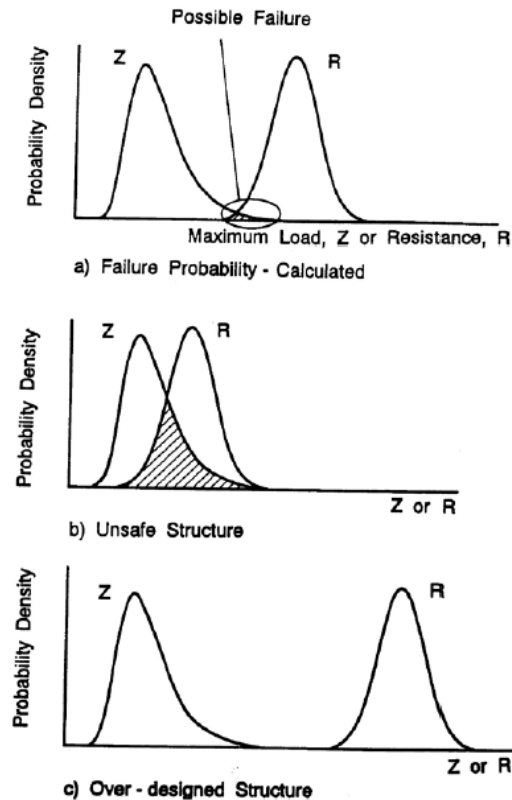 Possible Failure
Z
R
Probability Density
Maximum Load, Z or Resistance, R
a) Failure Probability - Calculated
Z
R
Probability Density
Z or R
b) Unsafe Structure
Z
R
Probability Density
Z or R
c) Over - designed Structure